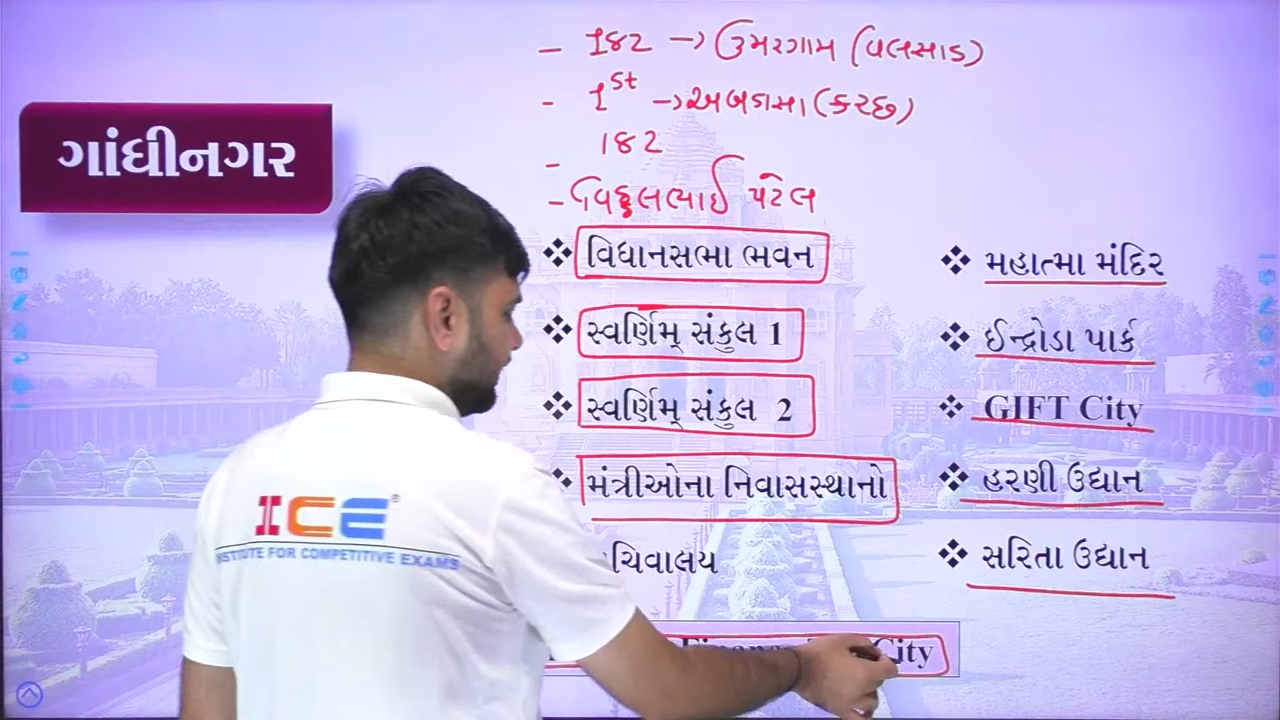 - 182 → ઉમરગામ (વલસાડ)
- 1st → અબડાસા (કચ્છ)
- 182
- વિઠ્ઠલભાઈ પટેલ
ગાંધીનગર
❖ વિધાનસભા ભવન
❖ સ્વર્ણિમ્ સંકુલ 1
❖ સ્વર્ણિમ્ સંકુલ 2
❖ મંત્રીઓના નિવાસસ્થાનો
ચિવાલય
❖ મહાત્મા મંદિર
❖ ઈન્દ્રોડા પાર્ક
❖ GIFT City
❖ હરણી ઉદ્યાન
❖ સરિતા ઉદ્યાન
City
ICE
INSTITUTE FOR COMPETITIVE EXAMS